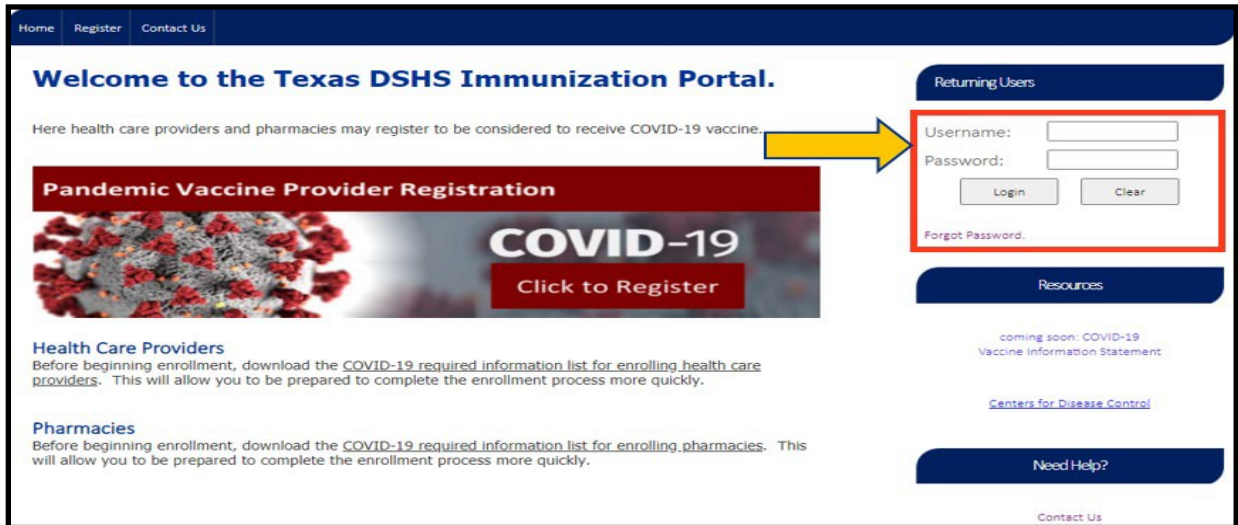 Home Register Contact Us
Welcome to the Texas DSHS Immunization Portal.
Here health care providers and pharmacies may register to be considered to receive COVID-19 vaccine.
Pandemic Vaccine Provider Registration
COVID-19
Click to Register
Health Care Providers
Before beginning enrollment, download the COVID-19 required information list for enrolling health care
providers. This will allow you to be prepared to complete the enrollment process more quickly.
Pharmacies
Before beginning enrollment, download the COVID-19 required information list for enrolling pharmacies. This
will allow you to be prepared to complete the enrollment process more quickly.
Returning Users
Username:
Password:
Login Clear
Forgot Password.
Resources
coming soon: COVID-19
Vaccine Information Statement
Centers for Disease Control
Need Help?
Contact Us